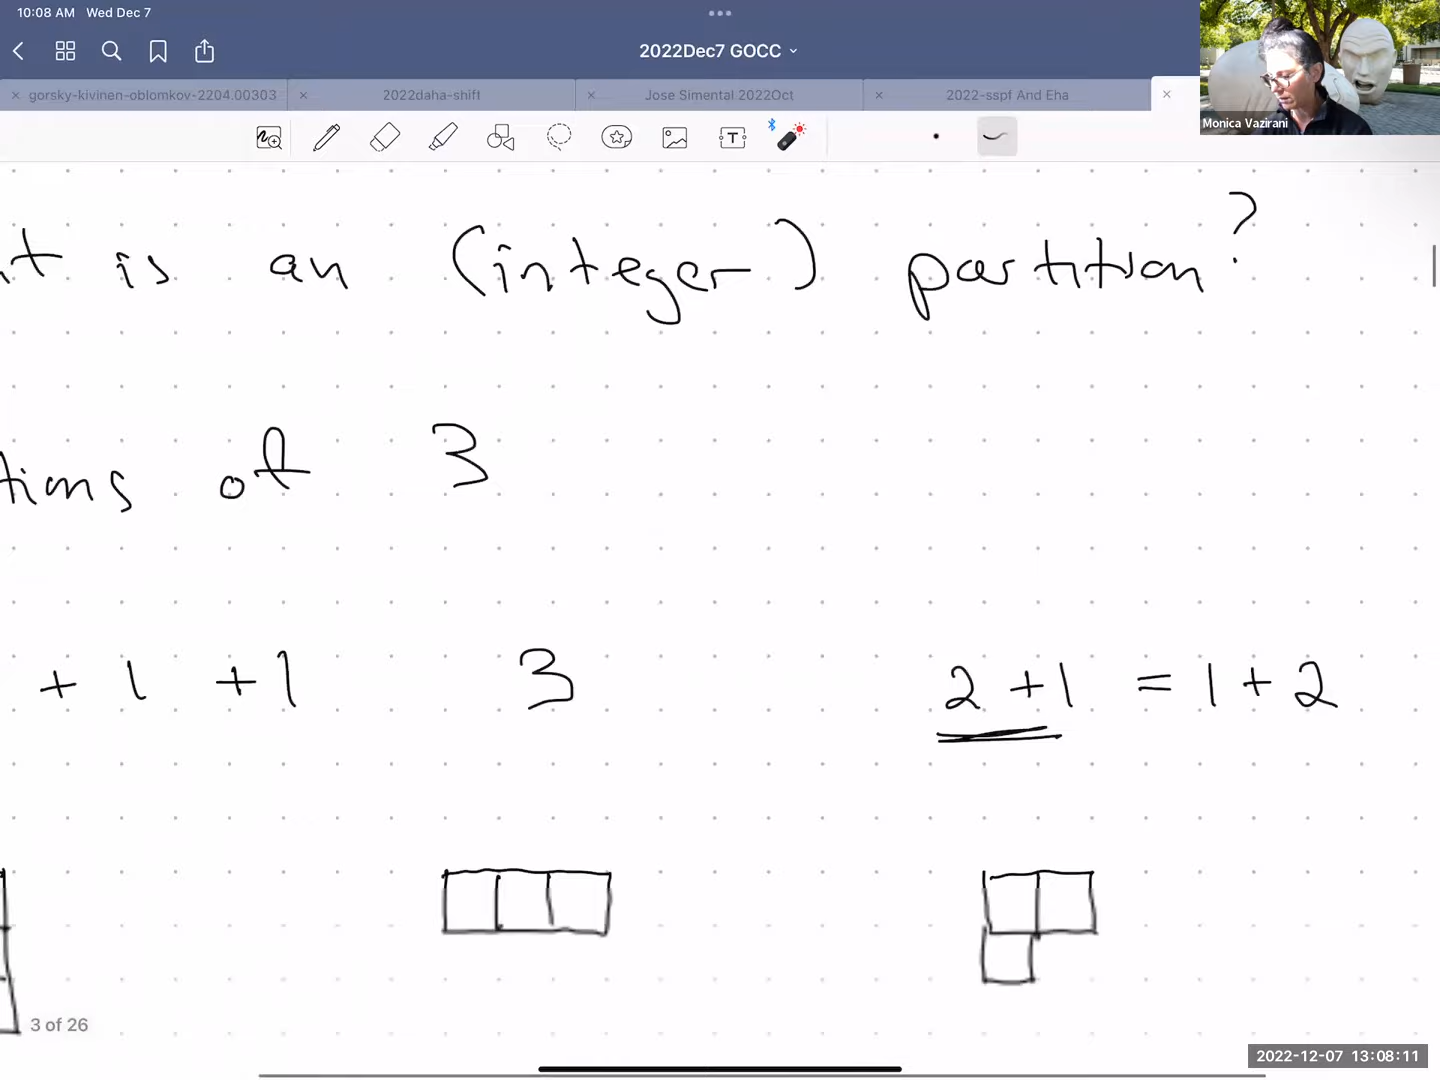 10:08 AM Wed Dec 7
2022Dec7 GOCC
gorsky-kivinen-oblomkov-2204.00303 2022daha-shift Jose Simental 2022Oct 2022-sspf And Eha
Monica Vazirani
is an (integer) partition?
of 3
+ 1 + 1 3 2 + 1 = 1 + 2
3 of 26
2022-12-07 13:08:11